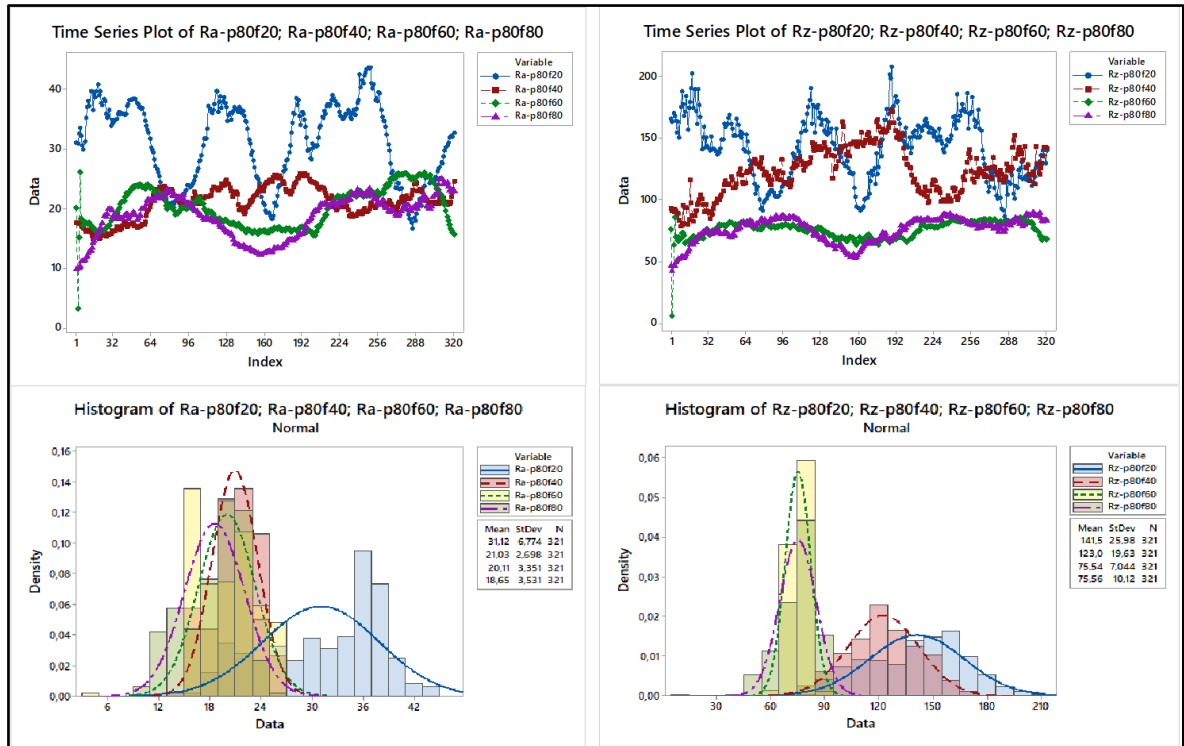 Time Series Plot of Ra-p80f20; Ra-p80f40; Ra-p80f60; Ra-p80f80
Variable
Ra-p80f20
Ra-p80f40
Ra-p80f60
Ra-p80f80
40
30
20
10
0
Data
1 32 64 96 128 160 192 224 256 288 320
Index
Time Series Plot of Rz-p80f20; Rz-p80f40; Rz-p80f60; Rz-p80f80
Variable
Rz-p80f20
Rz-p80f40
Rz-p80f60
Rz-p80f80
200
150
100
50
0
Data
1 32 64 96 128 160 192 224 256 288 320
Index
Histogram of Ra-p80f20; Ra-p80f40; Ra-p80f60; Ra-p80f80
Normal
Variable
Ra-p80f20
Ra-p80f40
Ra-p80f60
Ra-p80f80
Mean StDev N
31,12 6,774 321
21,03 2,698 321
20,11 3,351 321
18,65 3,531 321
0,16
0,14
0,12
0,10
0,08
0,06
0,04
0,02
0,00
Density
6 12 18 24 30 36 42
Data
Histogram of Rz-p80f20; Rz-p80f40; Rz-p80f60; Rz-p80f80
Normal
Variable
Rz-p80f20
Rz-p80f40
Rz-p80f60
Rz-p80f80
Mean StDev N
141,5 25,98 321
123,0 19,63 321
75,54 7,044 321
75,56 10,12 321
0,06
0,05
0,04
0,03
0,02
0,01
0,00
Density
30 60 90 120 150 180 210
Data